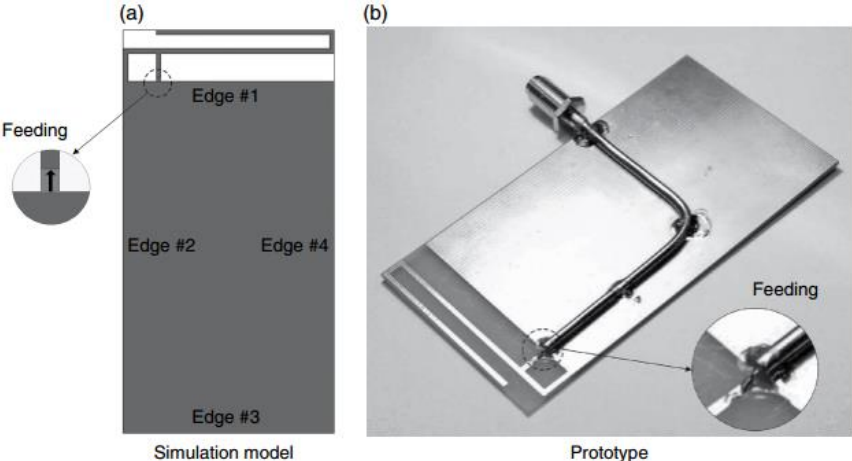 (a)
(b)
Edge #1
Feeding
Edge #2
Edge #4
Feeding
Edge #3
Simulation model
Prototype